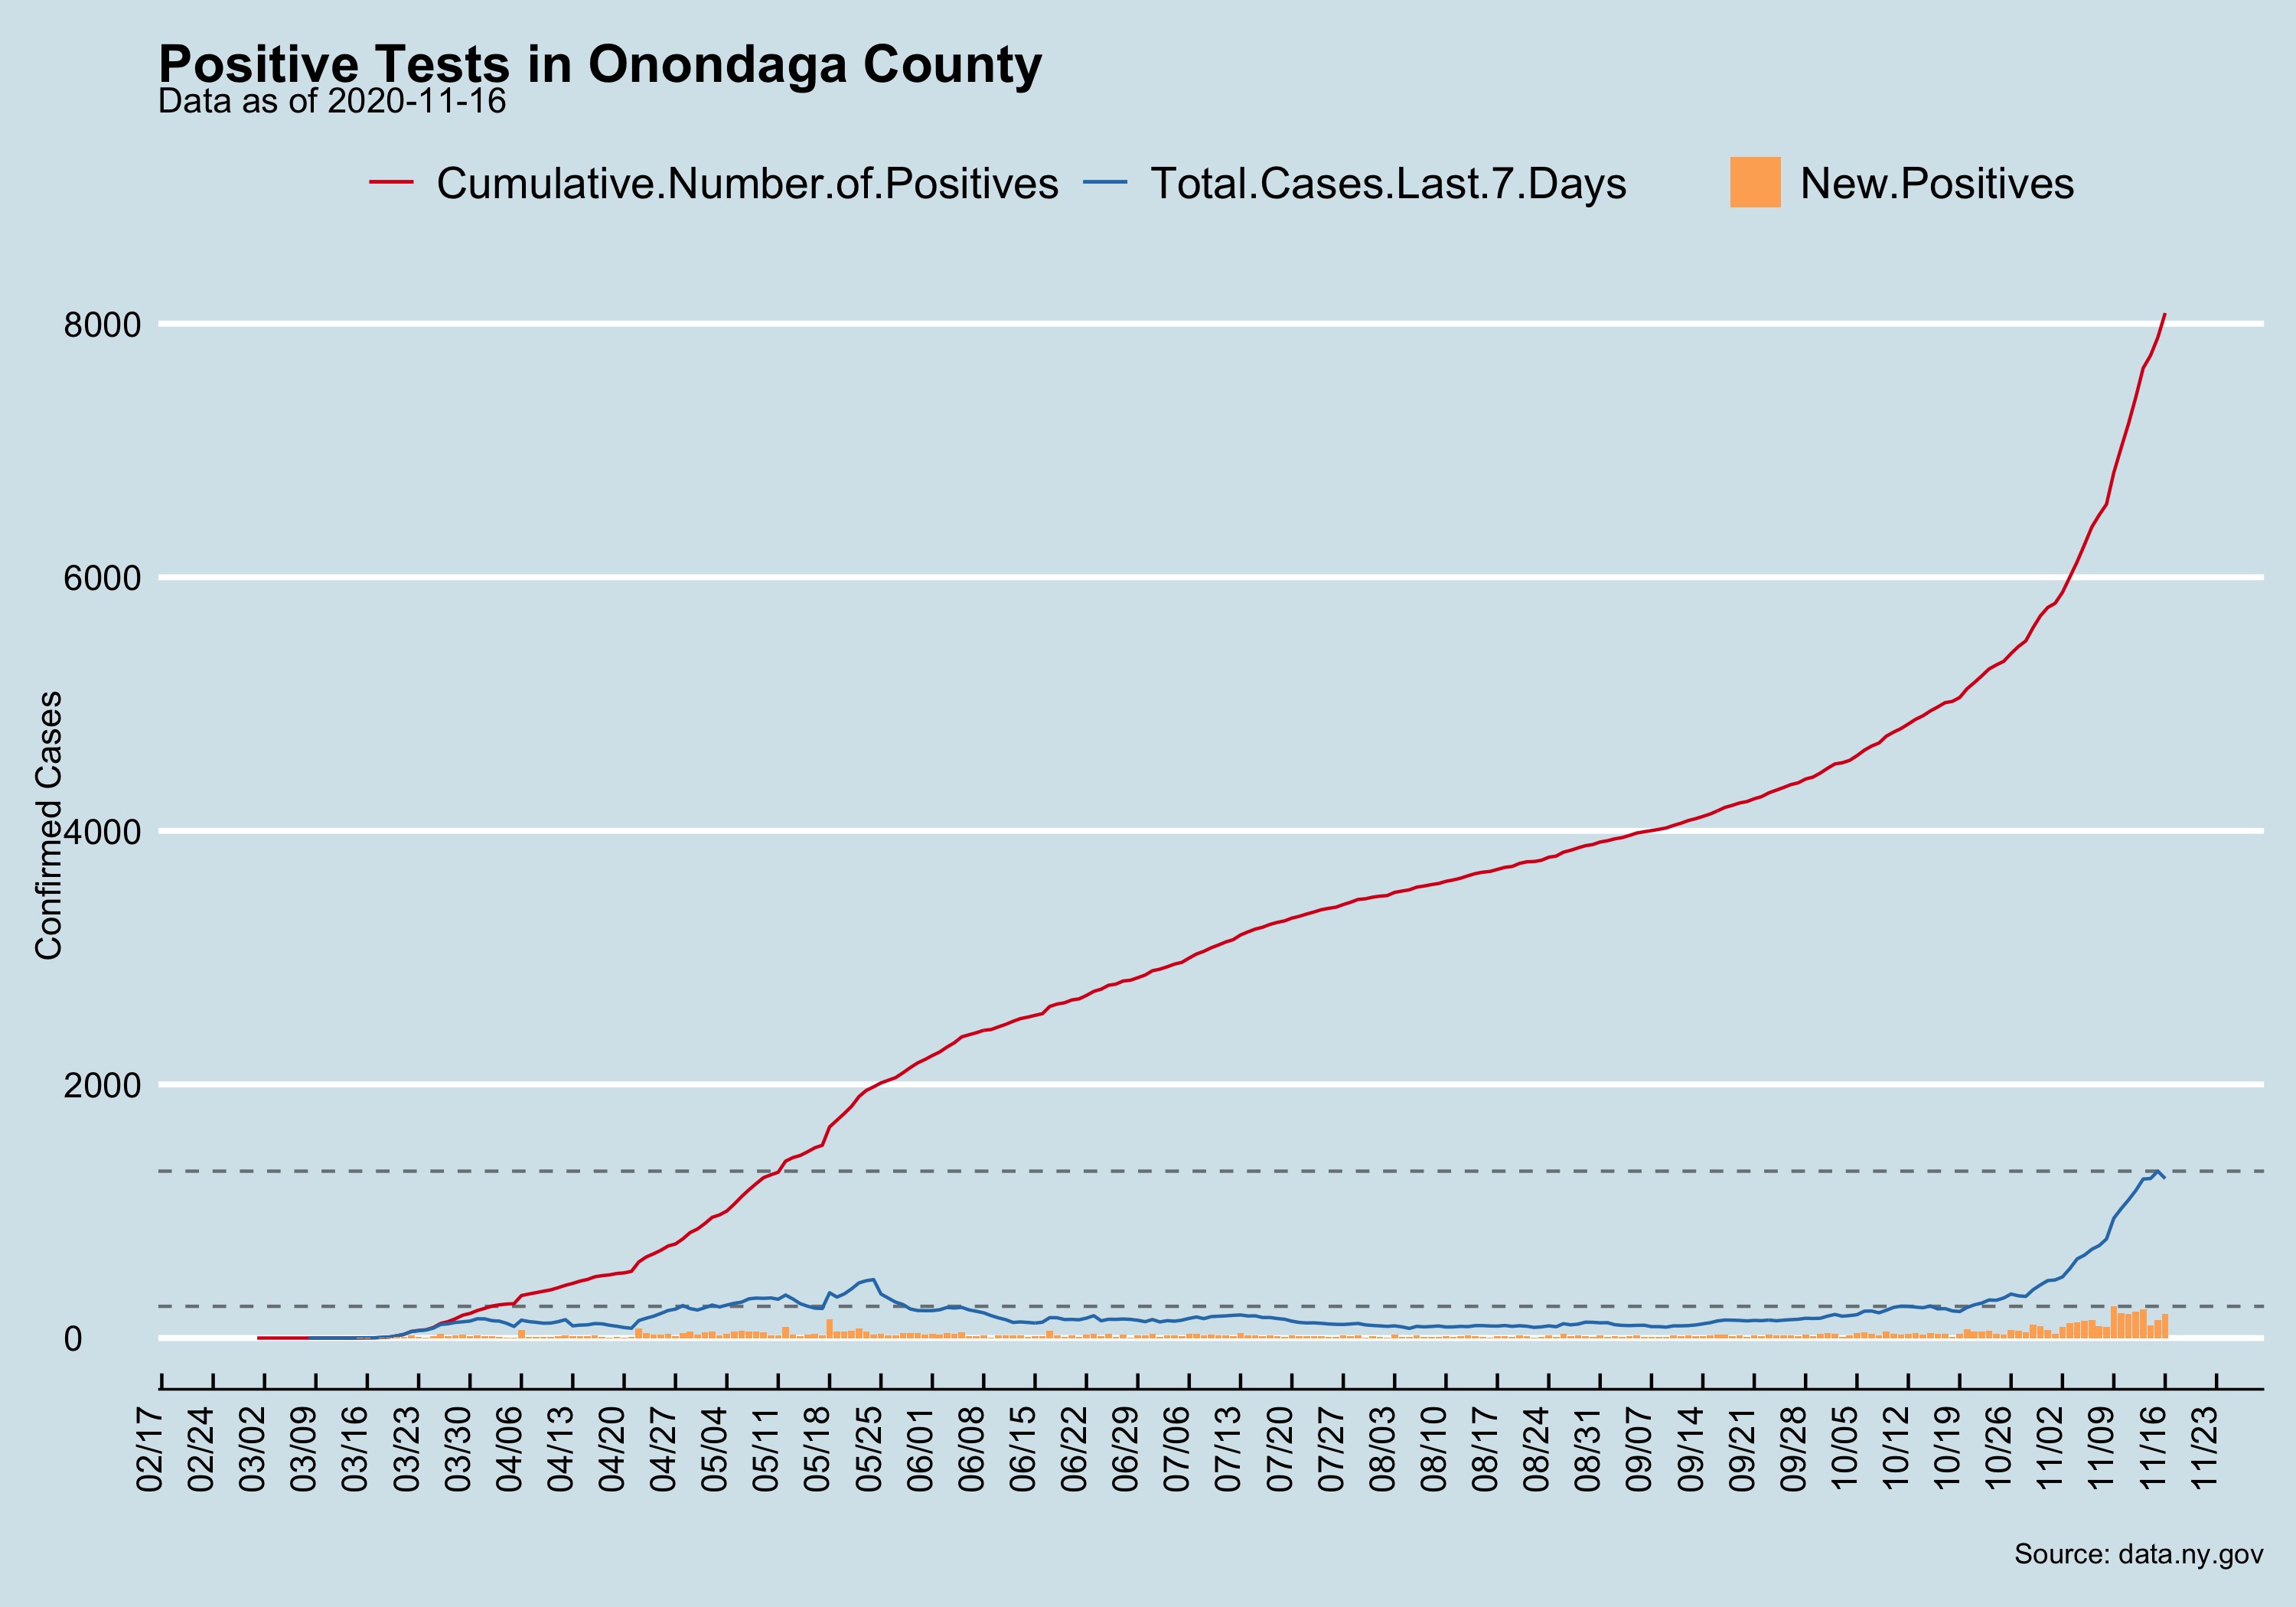 Positive Tests in Onondaga County
Data as of 2020-11-16
Cumulative.Number.of.Positives Total.Cases.Last.7.Days New.Positives
8000
6000
4000
2000
0
Confirmed Cases
02/17 02/24 03/02 03/09 03/16 03/23 03/30 04/06 04/13 04/20 04/27 05/04 05/11 05/18 05/25 06/01 06/08 06/15 06/22 06/29 07/06 07/13 07/20 07/27 08/03 08/10 08/17 08/24 08/31 09/07 09/14 09/21 09/28 10/05 10/12 10/19 10/26 11/02 11/09 11/16 11/23
Source: data.ny.gov